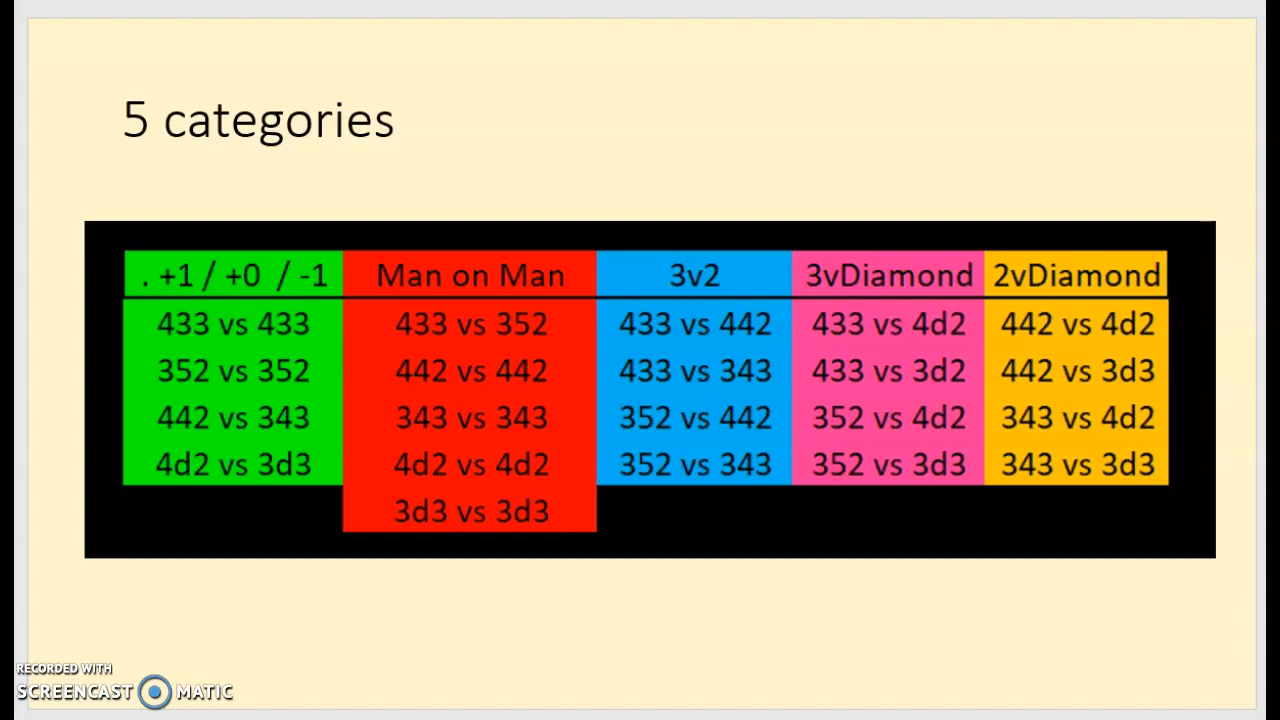 5 categories
. +1 / +0 / -1 Man on Man 3v2 3vDiamond 2vDiamond
433 vs 433 433 vs 352 433 vs 442 433 vs 4d2 442 vs 4d2
352 vs 352 442 vs 442 433 vs 343 433 vs 3d2 442 vs 3d3
442 vs 343 343 vs 343 352 vs 442 352 vs 4d2 343 vs 4d2
4d2 vs 3d3 4d2 vs 4d2 352 vs 343 352 vs 3d3 343 vs 3d3
3d3 vs 3d3
RECORDED WITH
SCREENCAST MATIC